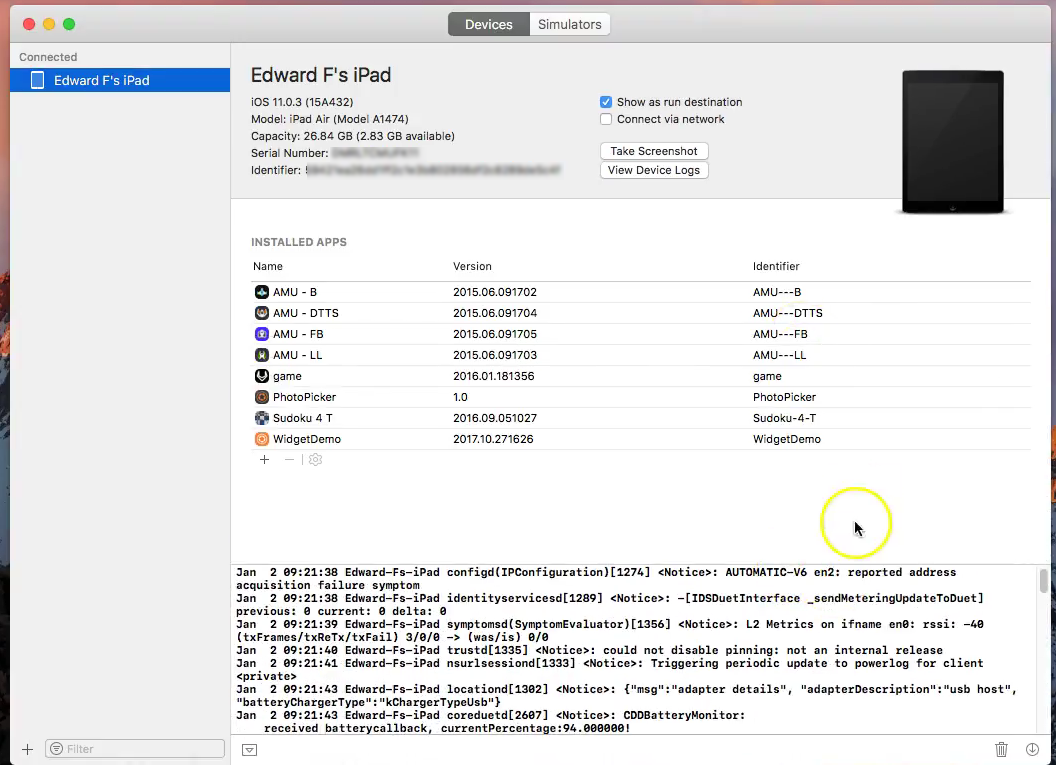 Devices Simulators
Connected
Edward F's iPad
Edward F's iPad
iOS 11.0.3 (15A432)
Model: iPad Air (Model A1474)
Capacity: 26.84 GB (2.83 GB available)
Serial Number:
Identifier:
Show as run destination
Connect via network
Take Screenshot
View Device Logs
INSTALLED APPS
Name Version Identifier
AMU - B 2015.06.091702 AMU---B
AMU - DTTS 2015.06.091704 AMU---DTTS
AMU - FB 2015.06.091705 AMU---FB
AMU - LL 2015.06.091703 AMU---LL
game 2016.01.181356 game
PhotoPicker 1.0 PhotoPicker
Sudoku 4 T 2016.09.051027 Sudoku-4-T
WidgetDemo 2017.10.271626 WidgetDemo
Jan 2 09:21:38 Edward-Fs-iPad configd(IPConfiguration)[1274] <Notice>: AUTOMATIC-V6 en2: reported address
acquisition failure symptom
Jan 2 09:21:38 Edward-Fs-iPad identityservicesd[1289] <Notice>: -[IDSDuetInterface _sendMeteringUpdateToDuet]
previous: 0 current: 0 delta: 0
Jan 2 09:21:39 Edward-Fs-iPad symptomsd(SymptomEvaluator)[1356] <Notice>: L2 Metrics on ifname en0: rssi: -40
(txFrames/txReTx/txFail) 3/0/0 -> (was/is) 0/0
Jan 2 09:21:40 Edward-Fs-iPad trustd[1335] <Notice>: could not disable pinning: not an internal release
Jan 2 09:21:41 Edward-Fs-iPad nsurlsessiond[1333] <Notice>: Triggering periodic update to powerlog for client
<private>
Jan 2 09:21:43 Edward-Fs-iPad locationd[1302] <Notice>: {"msg":"adapter details", "adapterDescription":"usb host",
"batteryChargerType":"kChargerTypeUsb"}
Jan 2 09:21:43 Edward-Fs-iPad coreduetd[2607] <Notice>: CDDBatteryMonitor:
received batterycallback, currentPercentage:94.000000!
Filter